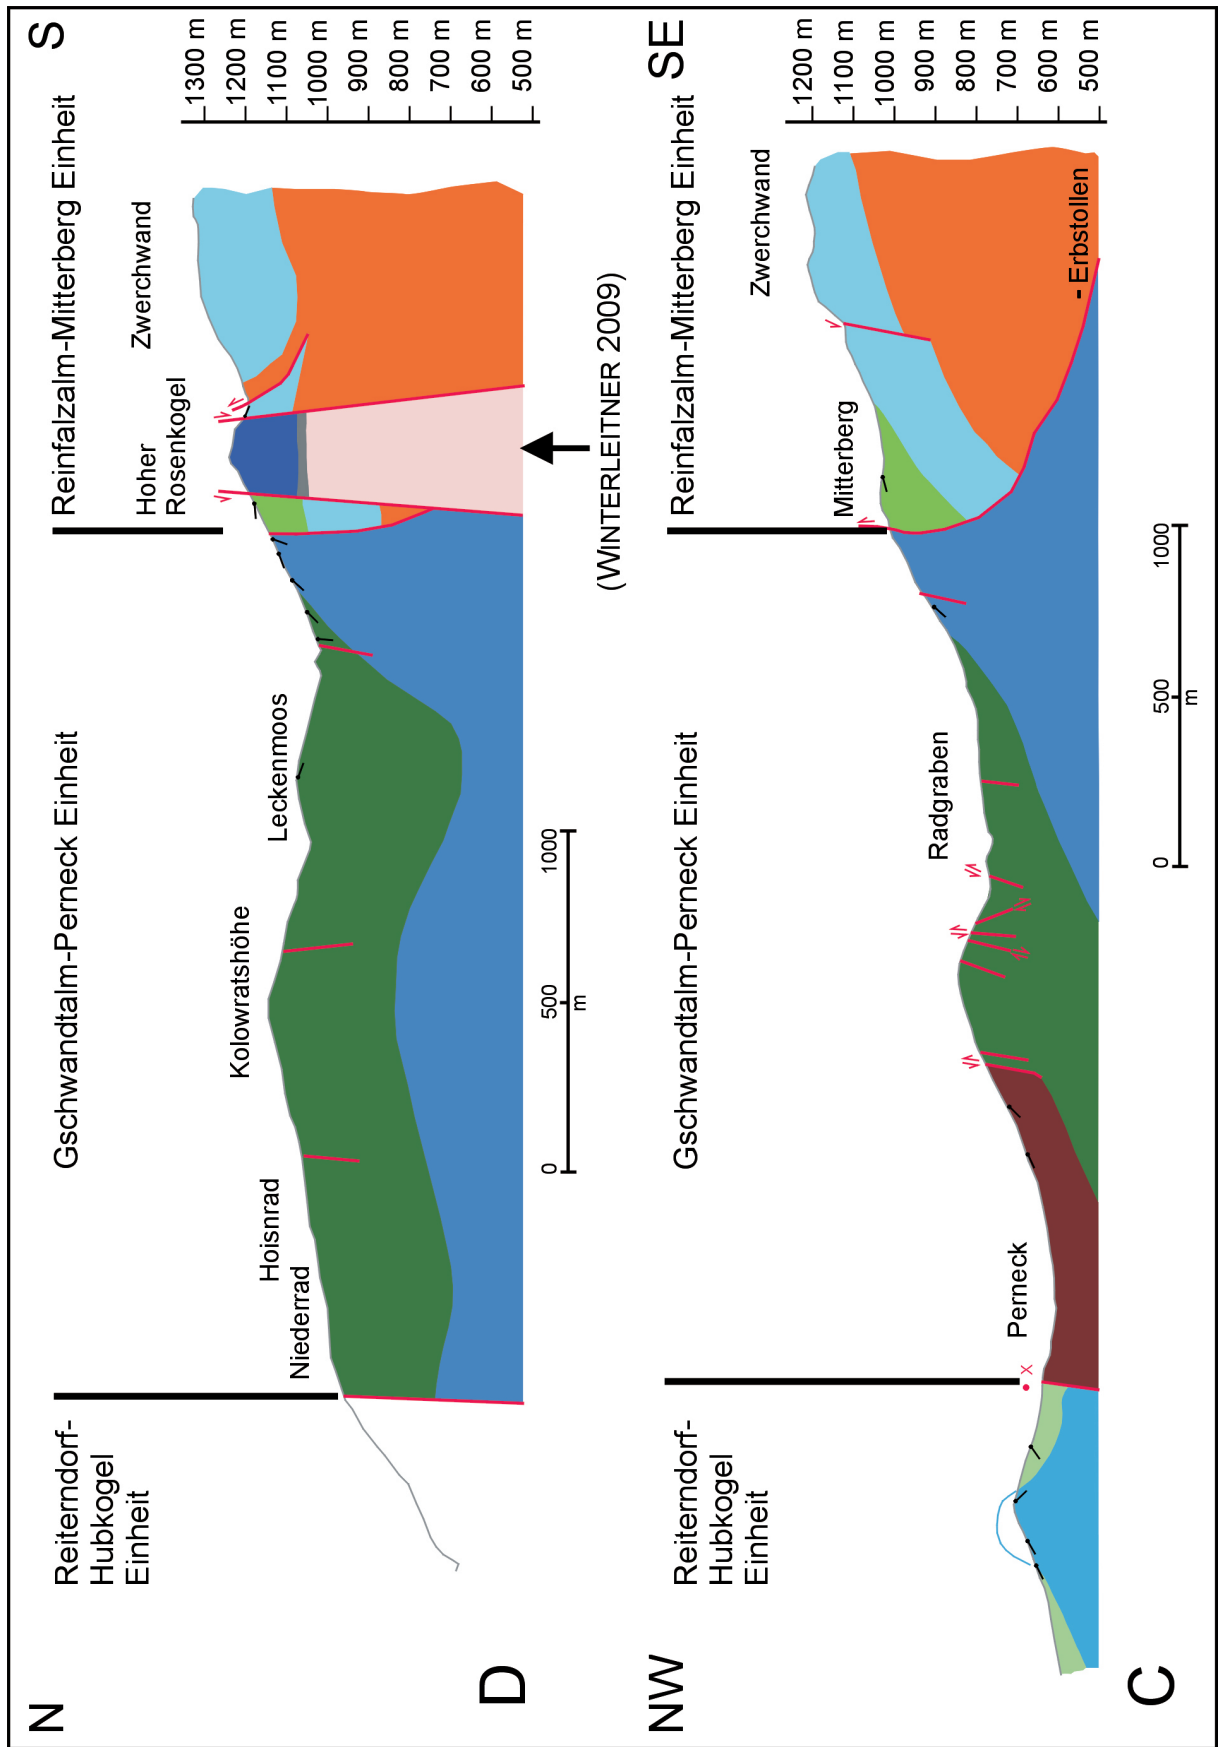 N
S
Reiterndorf-
Hubkogel
Einheit
Gschwandtalm-Perneck Einheit
Reinfalzalm-Mitterberg Einheit
Niederrad
Hoisnrad
Kolowratshöhe
Leckenmoos
Hoher
Rosenkogel
Zwerchwand
1300 m
1200 m
1100 m
1000 m
900 m
800 m
700 m
600 m
500 m
0
500
1000
m
D
(WINTERLEITNER 2009)
NW
SE
Reiterndorf-
Hubkogel
Einheit
Gschwandtalm-Perneck Einheit
Reinfalzalm-Mitterberg Einheit
x
Perneck
Radgraben
Mitterberg
Zwerchwand
- Erbstollen
1200 m
1100 m
1000 m
900 m
800 m
700 m
600 m
500 m
0
500
1000
m
C